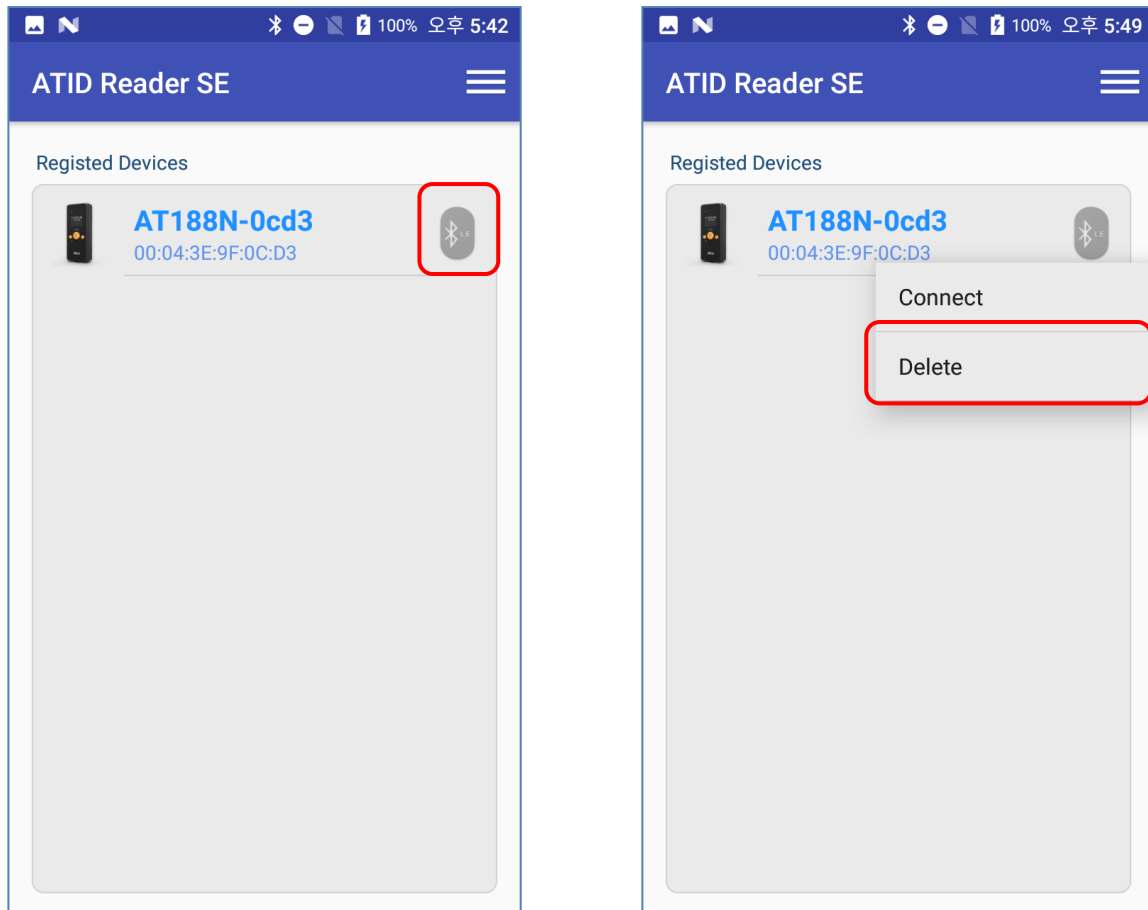 100% 오후 5:42
ATID Reader SE
Registed Devices
AT188N-0cd3
00:04:3E:9F:0C:D3
LE
100% 오후 5:49
ATID Reader SE
Registed Devices
AT188N-0cd3
00:04:3E:9F:0C:D3
LE
Connect
Delete